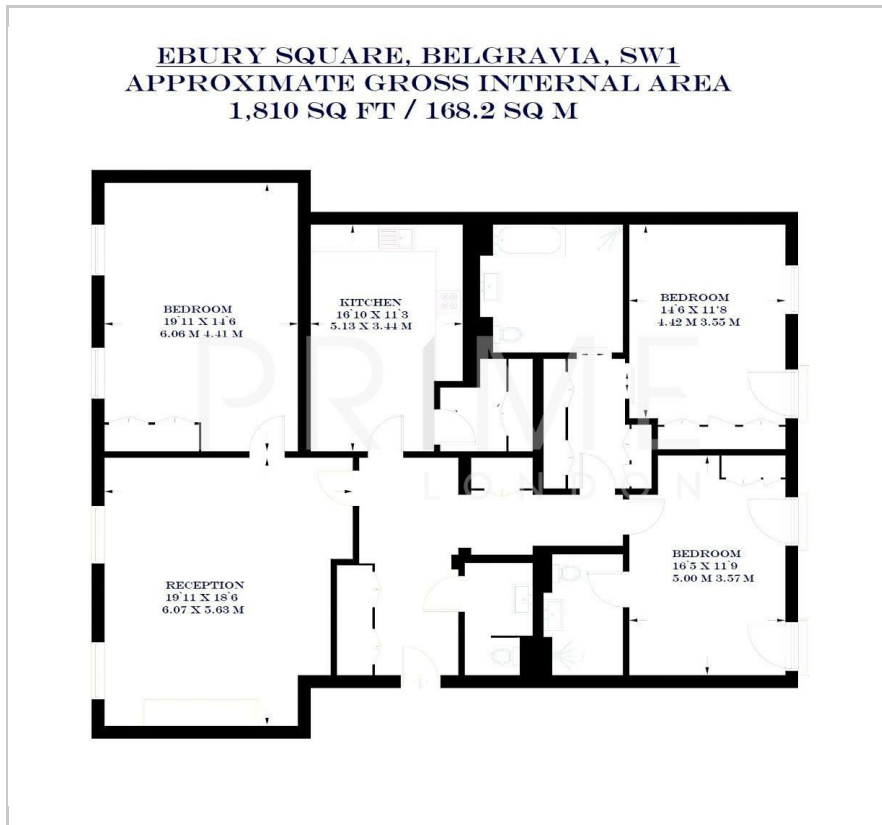 EBURY SQUARE, BELGRAVIA, SW1
APPROXIMATE GROSS INTERNAL AREA
1,810 SQ FT / 168.2 SQ M
BEDROOM
19`11 X 14`6
6.06 M 4.41 M
KITCHEN
16`10 X 11`3
5.13 X 3.44 M
BEDROOM
14`6 X 11`8
4.42 M 3.55 M
PRIME
LONDON
RECEPTION
19`11 X 18`6
6.07 X 5.63 M
BEDROOM
16`5 X 11`9
5.00 M 3.57 M